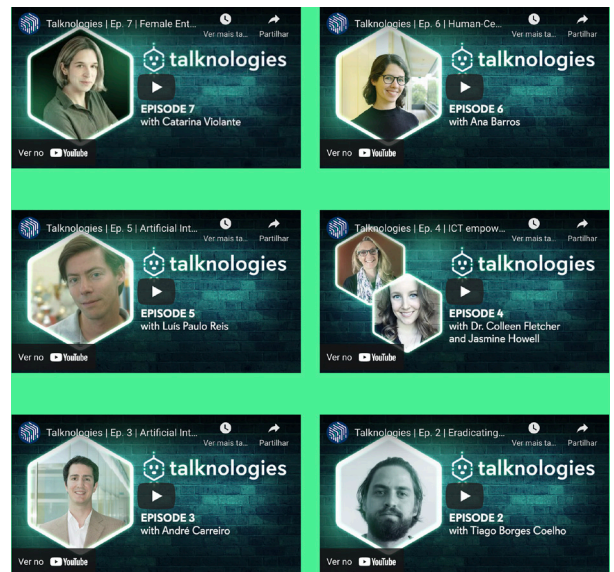 Talknologies | Ep. 7 | Female Ent...
Ver mais ta...
Partilhar
talknologies
EPISODE 7
with Catarina Violante
Ver no YouTube
Talknologies | Ep. 6 | Human-Ce...
Ver mais ta...
Partilhar
talknologies
EPISODE 6
with Ana Barros
Ver no YouTube
Talknologies | Ep. 5 | Artificial Int...
Ver mais ta...
Partilhar
talknologies
EPISODE 5
with Luís Paulo Reis
Ver no YouTube
Talknologies | Ep. 4 | ICT empow...
Ver mais ta...
Partilhar
talknologies
EPISODE 4
with Dr. Colleen Fletcher
and Jasmine Howell
Ver no YouTube
Talknologies | Ep. 3 | Artificial Int...
Ver mais ta...
Partilhar
talknologies
EPISODE 3
with André Carreiro
Ver no YouTube
Talknologies | Ep. 2 | Eradicating...
Ver mais ta...
Partilhar
talknologies
EPISODE 2
with Tiago Borges Coelho
Ver no YouTube